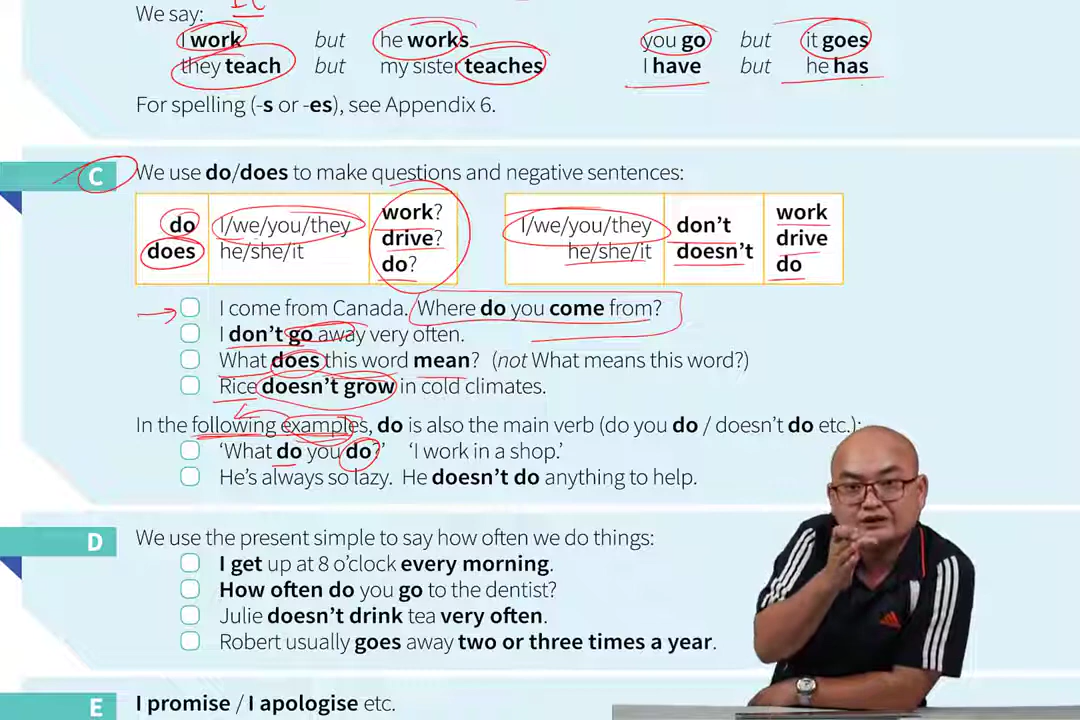 We say:
I work but he works you go but it goes
they teach but my sister teaches I have but he has
For spelling (-s or -es), see Appendix 6.
C We use do/does to make questions and negative sentences:
do I/we/you/they work? I/we/you/they don't work
does he/she/it drive? he/she/it doesn't drive
do? do
I come from Canada. Where do you come from?
I don't go away very often.
What does this word mean? (not What means this word?)
Rice doesn't grow in cold climates.
In the following examples, do is also the main verb (do you do / doesn't do etc.):
‘What do you do?’ ‘I work in a shop.’
He's always so lazy. He doesn't do anything to help.
D We use the present simple to say how often we do things:
I get up at 8 o'clock every morning.
How often do you go to the dentist?
Julie doesn't drink tea very often.
Robert usually goes away two or three times a year.
E I promise / I apologise etc.